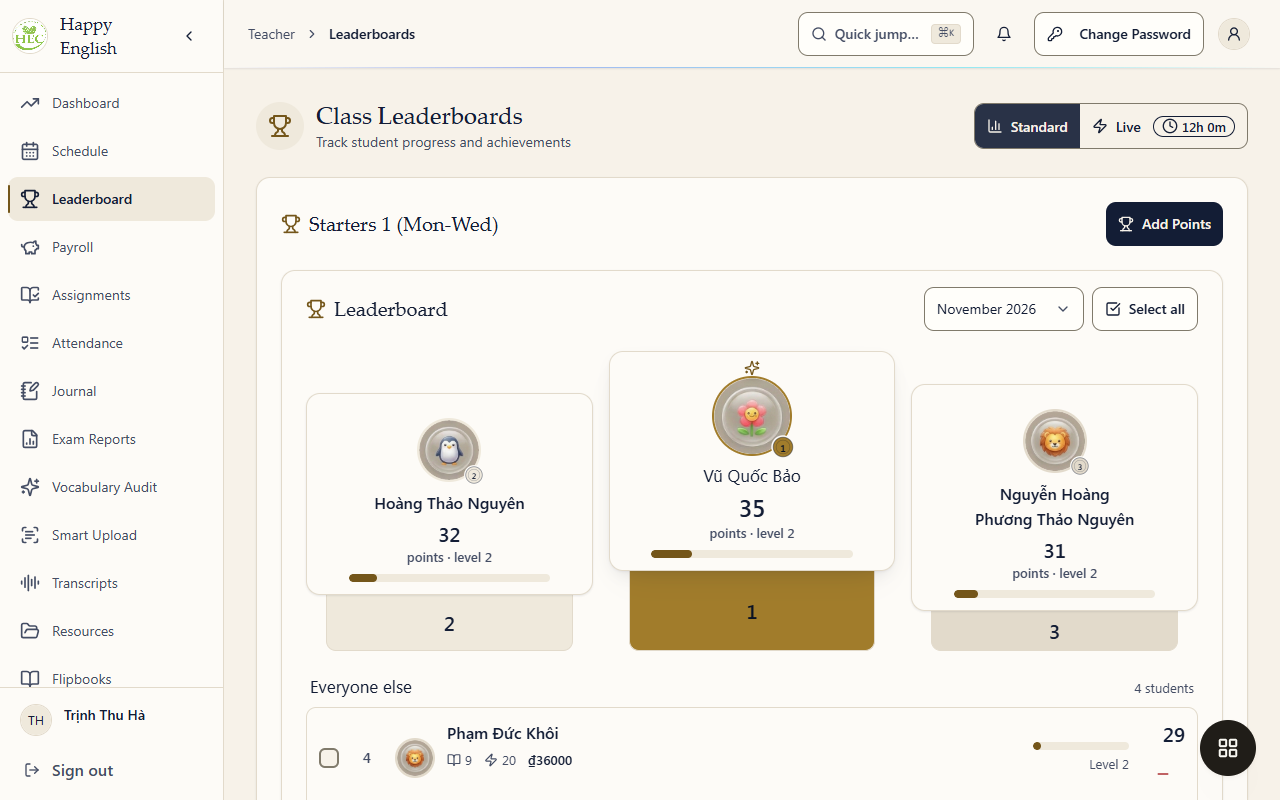 HEC
Happy
English
Teacher
Leaderboards
Quick jump...
⌘K
Change Password
Dashboard
Schedule
Leaderboard
Payroll
Assignments
Attendance
Journal
Exam Reports
Vocabulary Audit
Smart Upload
Transcripts
Resources
Flipbooks
TH
Trịnh Thu Hà
Sign out
Class Leaderboards
Track student progress and achievements
Standard
Live
12h 0m
Starters 1 (Mon-Wed)
Add Points
Leaderboard
November 2026
Select all
2
Hoàng Thảo Nguyên
32
points · level 2
2
1
Vũ Quốc Bảo
35
points · level 2
1
3
Nguyễn Hoàng
Phương Thảo Nguyên
31
points · level 2
3
Everyone else
4 students
4
Phạm Đức Khôi
9
20
₫36000
Level 2
29